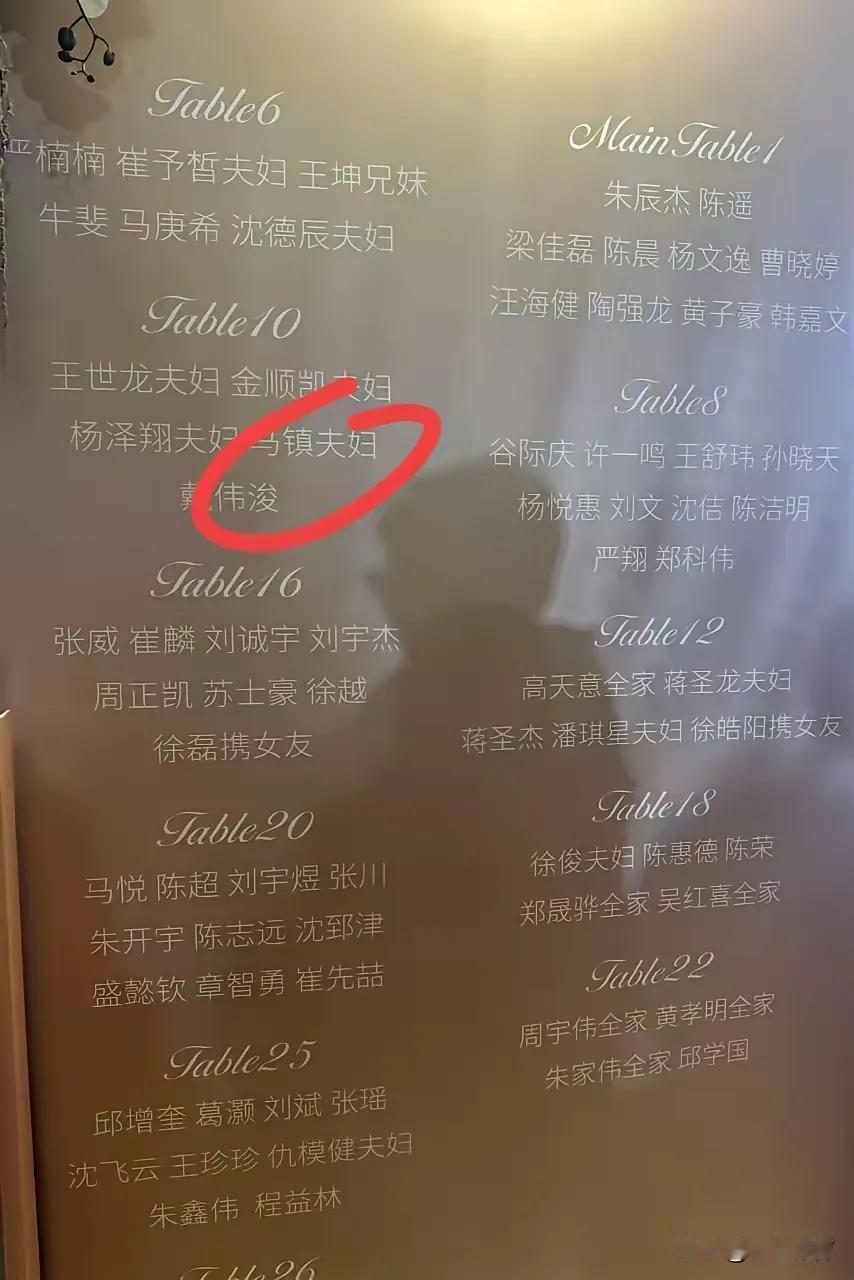 Table6
严楠楠 崔予皙夫妇 王坤兄妹
牛斐 马庚希 沈德辰夫妇
Table10
王世龙夫妇 金顺凯夫妇
杨泽翔夫妇 马镇夫妇
戴伟浚
Table16
张威 崔麟 刘诚宇 刘宇杰
周正凯 苏士豪 徐越
徐磊携女友
Table20
马悦 陈超 刘宇煜 张川
朱开宇 陈志远 沈郅津
盛懿钦 章智勇 崔先喆
Table25
邱增奎 葛灏 刘斌 张瑶
沈飞云 王珍珍 仇模健夫妇
朱鑫伟 程益林
Table26
MainTable1
朱辰杰 陈遥
梁佳磊 陈晨 杨文逸 曹晓婷
汪海健 陶强龙 黄子豪 韩嘉文
Table8
谷际庆 许一鸣 王舒玮 孙晓天
杨悦惠 刘文 沈佶 陈洁明
严翔 郑科伟
Table12
高天意全家 蒋圣龙夫妇
蒋圣杰 潘琪星夫妇 徐皓阳携女友
Table18
徐俊夫妇 陈惠德 陈荣
郑晟骅全家 吴红喜全家
Table22
周宇伟全家 黄孝明全家
朱家伟全家 邱学国